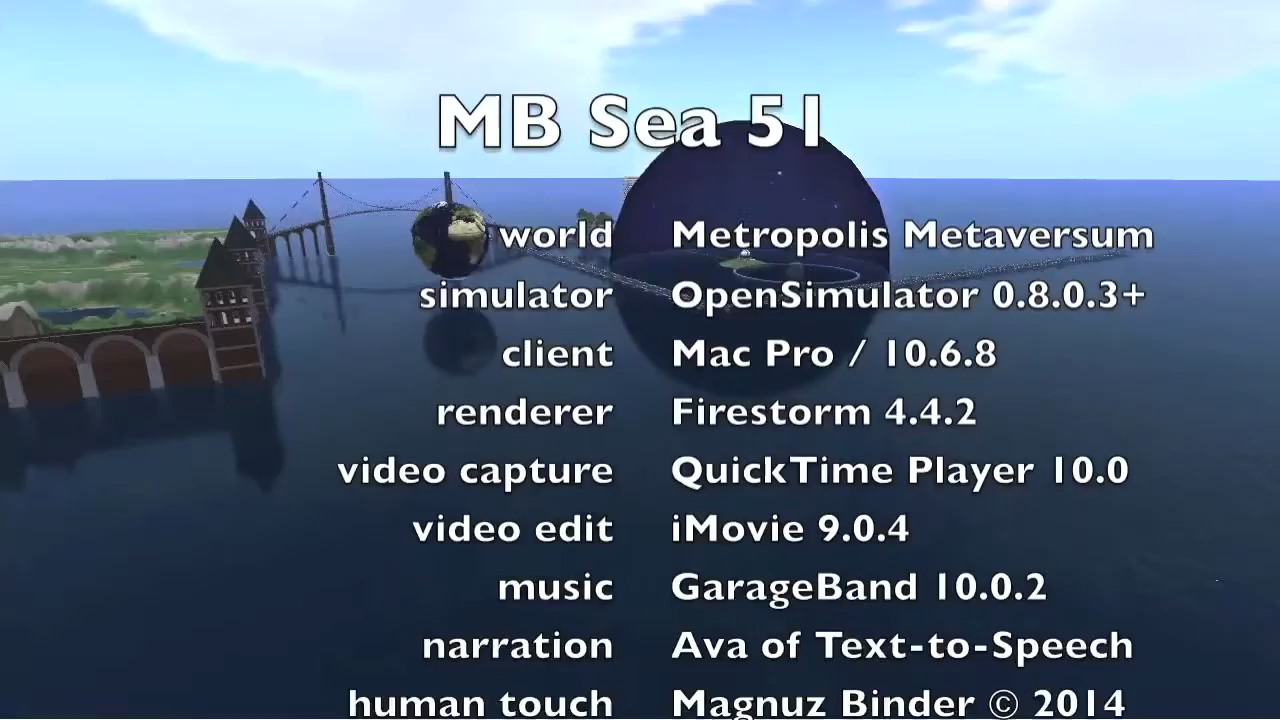 MB Sea 51
world Metropolis Metaversum
simulator OpenSimulator 0.8.0.3+
client Mac Pro / 10.6.8
renderer Firestorm 4.4.2
video capture QuickTime Player 10.0
video edit iMovie 9.0.4
music GarageBand 10.0.2
narration Ava of Text-to-Speech
human touch Magnuz Binder © 2014